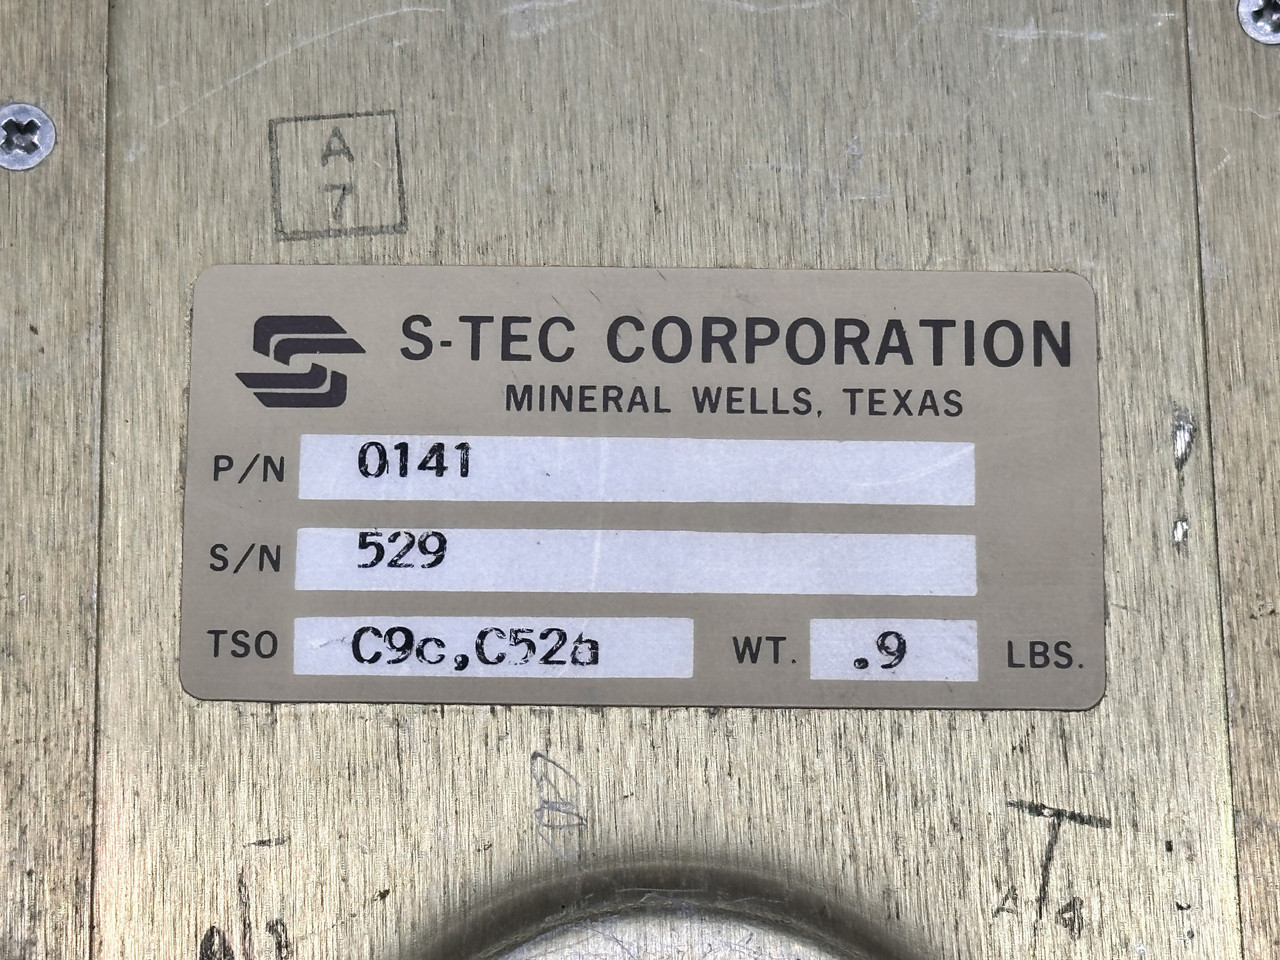 A
7
S-TEC CORPORATION
MINERAL WELLS, TEXAS
P/N 0141
S/N 529
TSO C9c,C52a WT. .9 LBS.